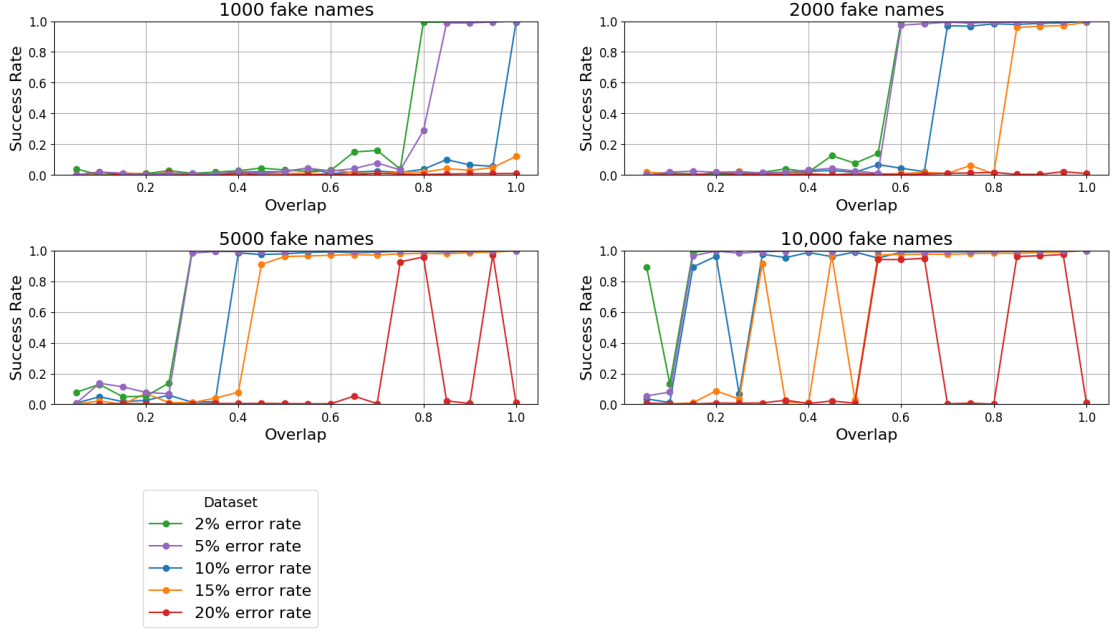 1000 fake names
1.0
0.8
0.6
0.4
0.2
0.0
Success Rate
0.2
0.4
0.6
0.8
1.0
Overlap
2000 fake names
1.0
0.8
0.6
0.4
0.2
0.0
Success Rate
0.2
0.4
0.6
0.8
1.0
Overlap
5000 fake names
1.0
0.8
0.6
0.4
0.2
0.0
Success Rate
0.2
0.4
0.6
0.8
1.0
Overlap
10,000 fake names
1.0
0.8
0.6
0.4
0.2
0.0
Success Rate
0.2
0.4
0.6
0.8
1.0
Overlap
Dataset
2% error rate
5% error rate
10% error rate
15% error rate
20% error rate